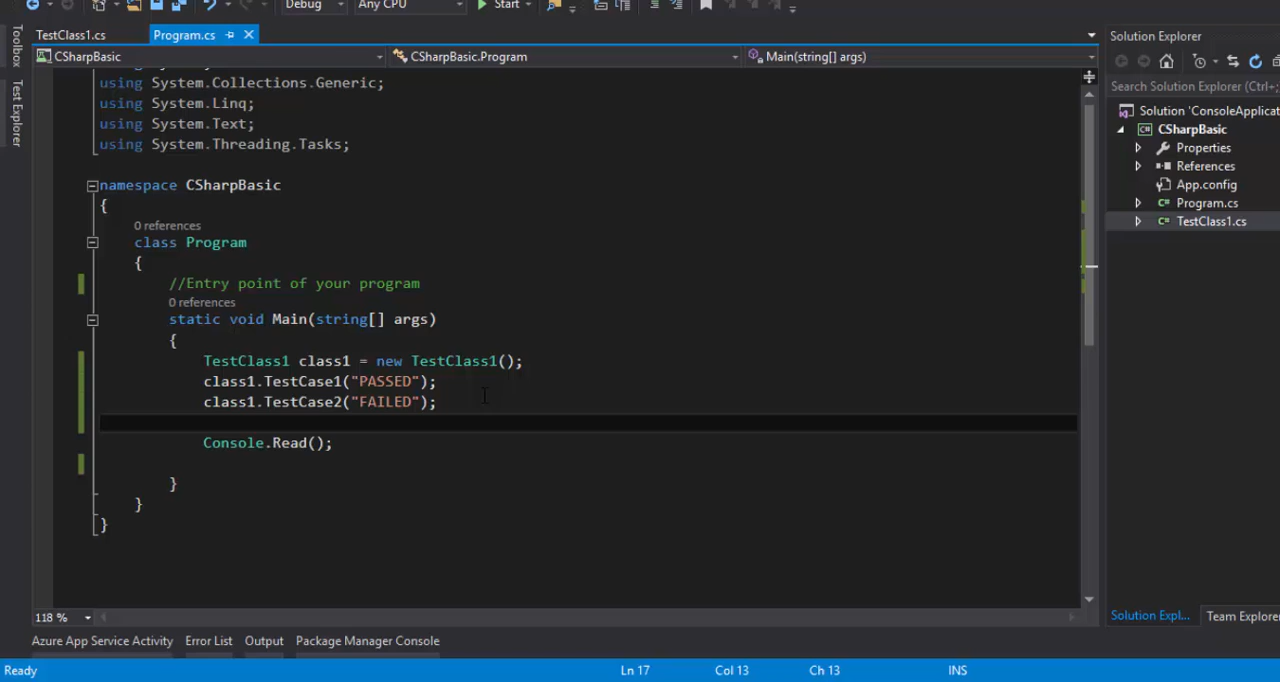 Debug Any CPU Start
TestClass1.cs Program.cs
CSharpBasic CSharpBasic.Program Main(string[] args)
Toolbox
Test Explorer
using System.Collections.Generic;
using System.Linq;
using System.Text;
using System.Threading.Tasks;
namespace CSharpBasic
{
0 references
class Program
{
//Entry point of your program
0 references
static void Main(string[] args)
{
TestClass1 class1 = new TestClass1();
class1.TestCase1("PASSED");
class1.TestCase2("FAILED");
Console.Read();
}
}
}
118 %
Solution Explorer
Search Solution Explorer (Ctrl+;
Solution 'ConsoleApplicat
CSharpBasic
Properties
References
App.config
Program.cs
TestClass1.cs
Solution Expl... Team Explore
Azure App Service Activity Error List Output Package Manager Console
Ready Ln 17 Col 13 Ch 13 INS